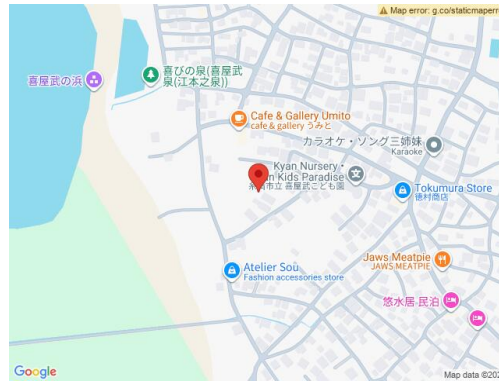 Map error: g.co/staticmaperr
喜びの泉(喜屋武
泉(江本之泉))
喜屋武の浜
Cafe & Gallery Umito
cafe & gallery うみと
カラオケ・ソング三姉妹
Karaoke
Kyan Nursery・
Kids Paradise
市立 喜屋武こども園
Tokumura Store
徳村商店
Atelier Sou
Fashion accessories store
Jaws Meatpie
JAWS MEATPIE
悠水居-民泊
Google
Map data ©202